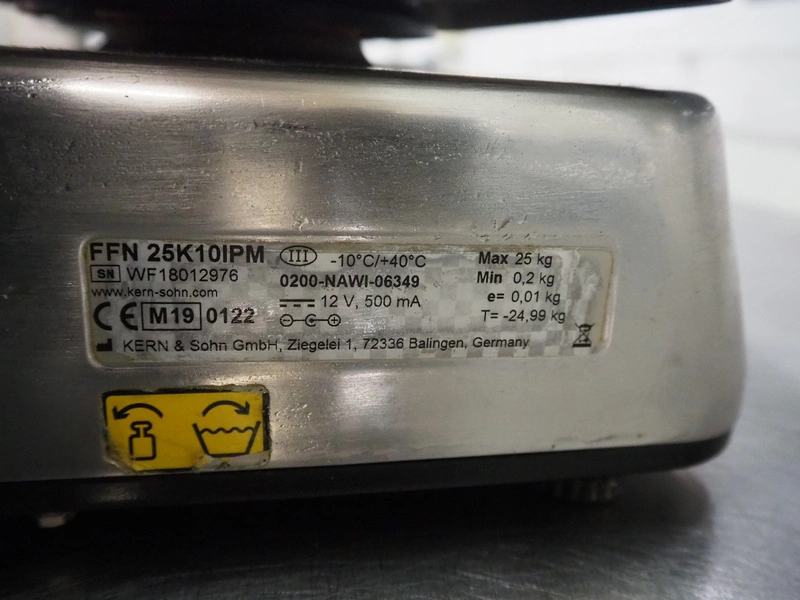 FFN 25K10IPM III -10°C/+40°C Max 25 kg
SN WF18012976 0200-NAWI-06349 Min 0,2 kg
www.kern-sohn.com 12 V, 500 mA e= 0,01 kg
CE M19 0122 T= -24,99 kg
KERN & Sohn GmbH, Ziegelei 1, 72336 Balingen, Germany